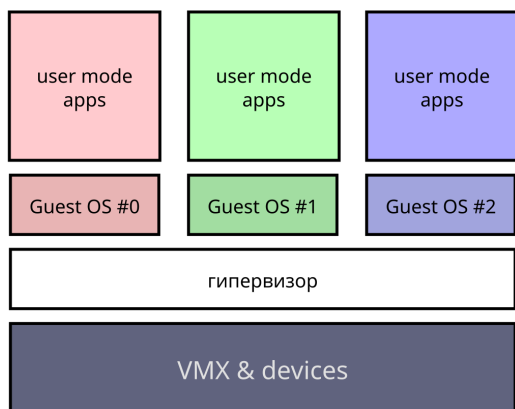 user mode
apps
user mode
apps
user mode
apps
Guest OS #0
Guest OS #1
Guest OS #2
гипервизор
VMX & devices